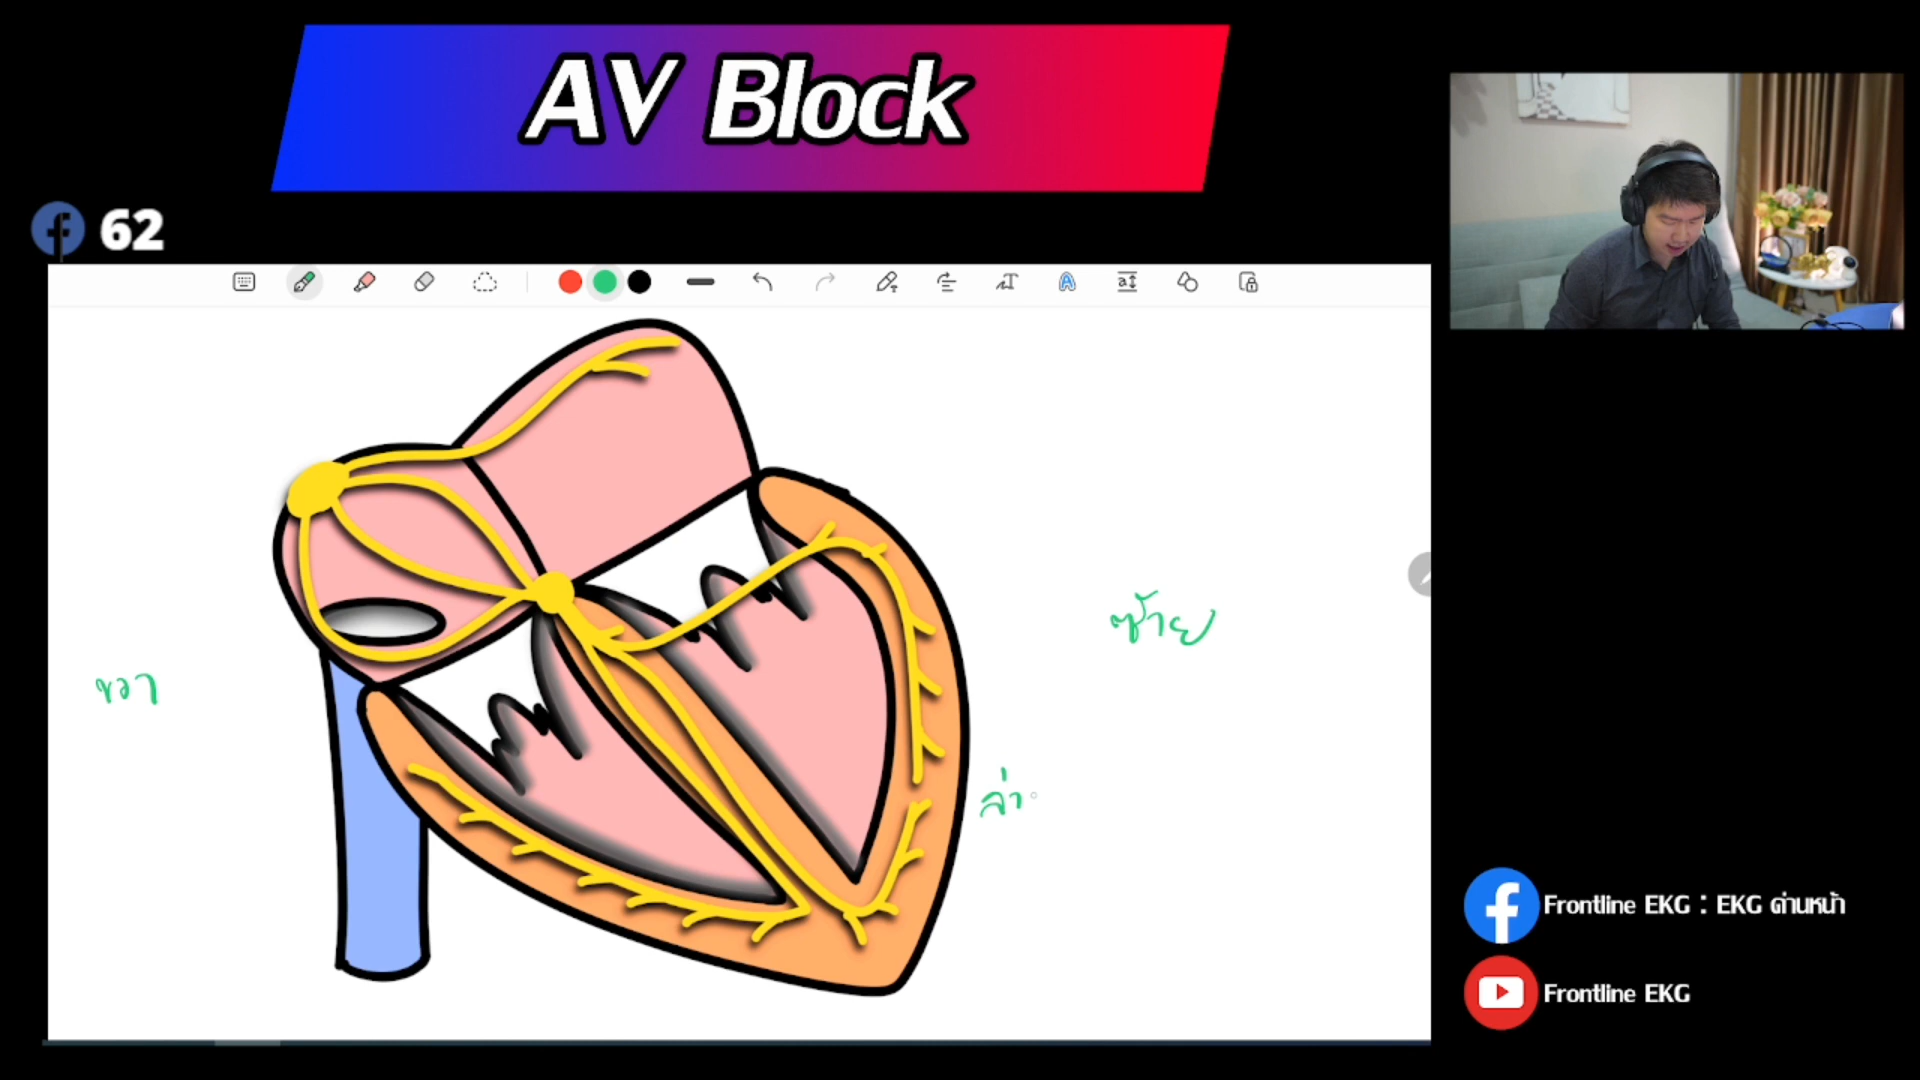 AV Block
62
ซ้าย
ขวา
ล่า
Frontline EKG : EKG ด่านหน้า
Frontline EKG